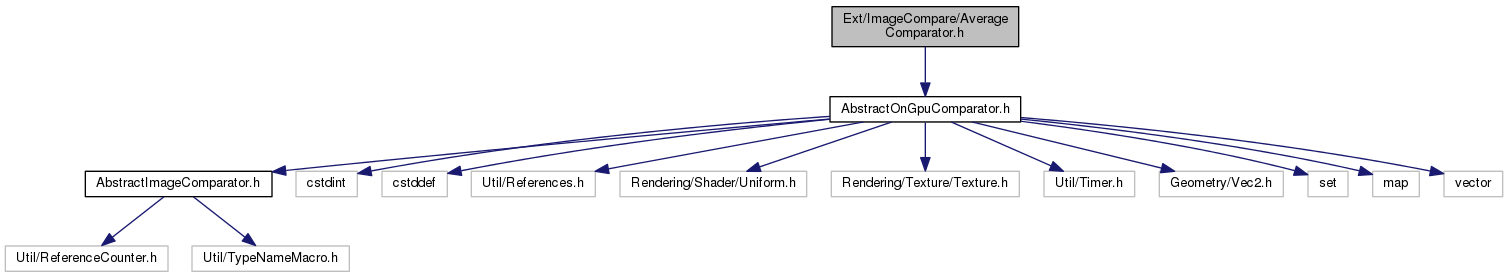 Ext/ImageCompare/Average
Comparator.h
AbstractOnGpuComparator.h
AbstractImageComparator.h
cstdint
cstddef
Util/References.h
Rendering/Shader/Uniform.h
Rendering/Texture/Texture.h
Util/Timer.h
Geometry/Vec2.h
set
map
vector
Util/ReferenceCounter.h
Util/TypeNameMacro.h